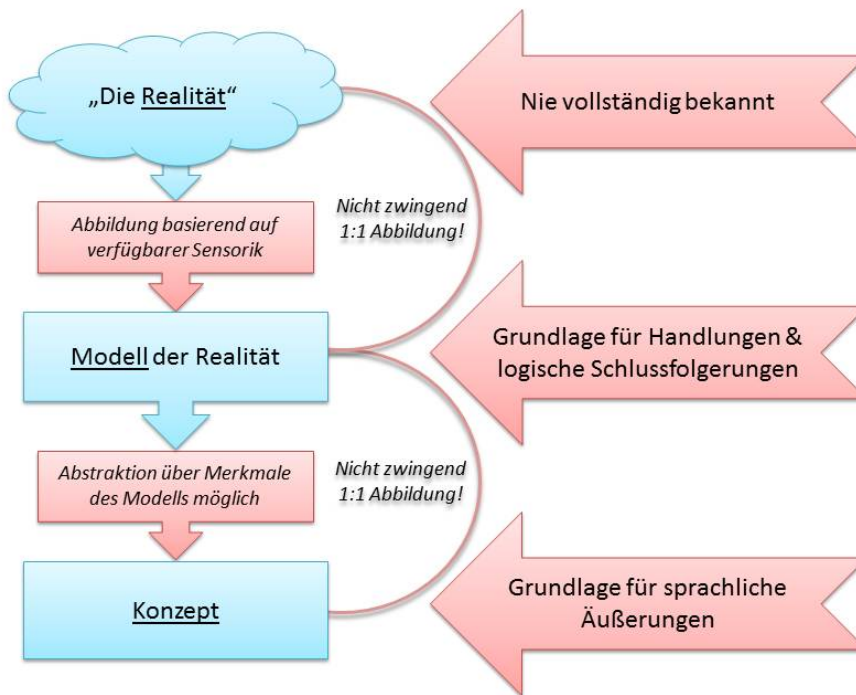 „Die Realität“
Nie vollständig bekannt
Abbildung basierend auf
verfügbarer Sensorik
Nicht zwingend
1:1 Abbildung!
Modell der Realität
Grundlage für Handlungen &
logische Schlussfolgerungen
Abstraktion über Merkmale
des Modells möglich
Nicht zwingend
1:1 Abbildung!
Konzept
Grundlage für sprachliche
Äußerungen